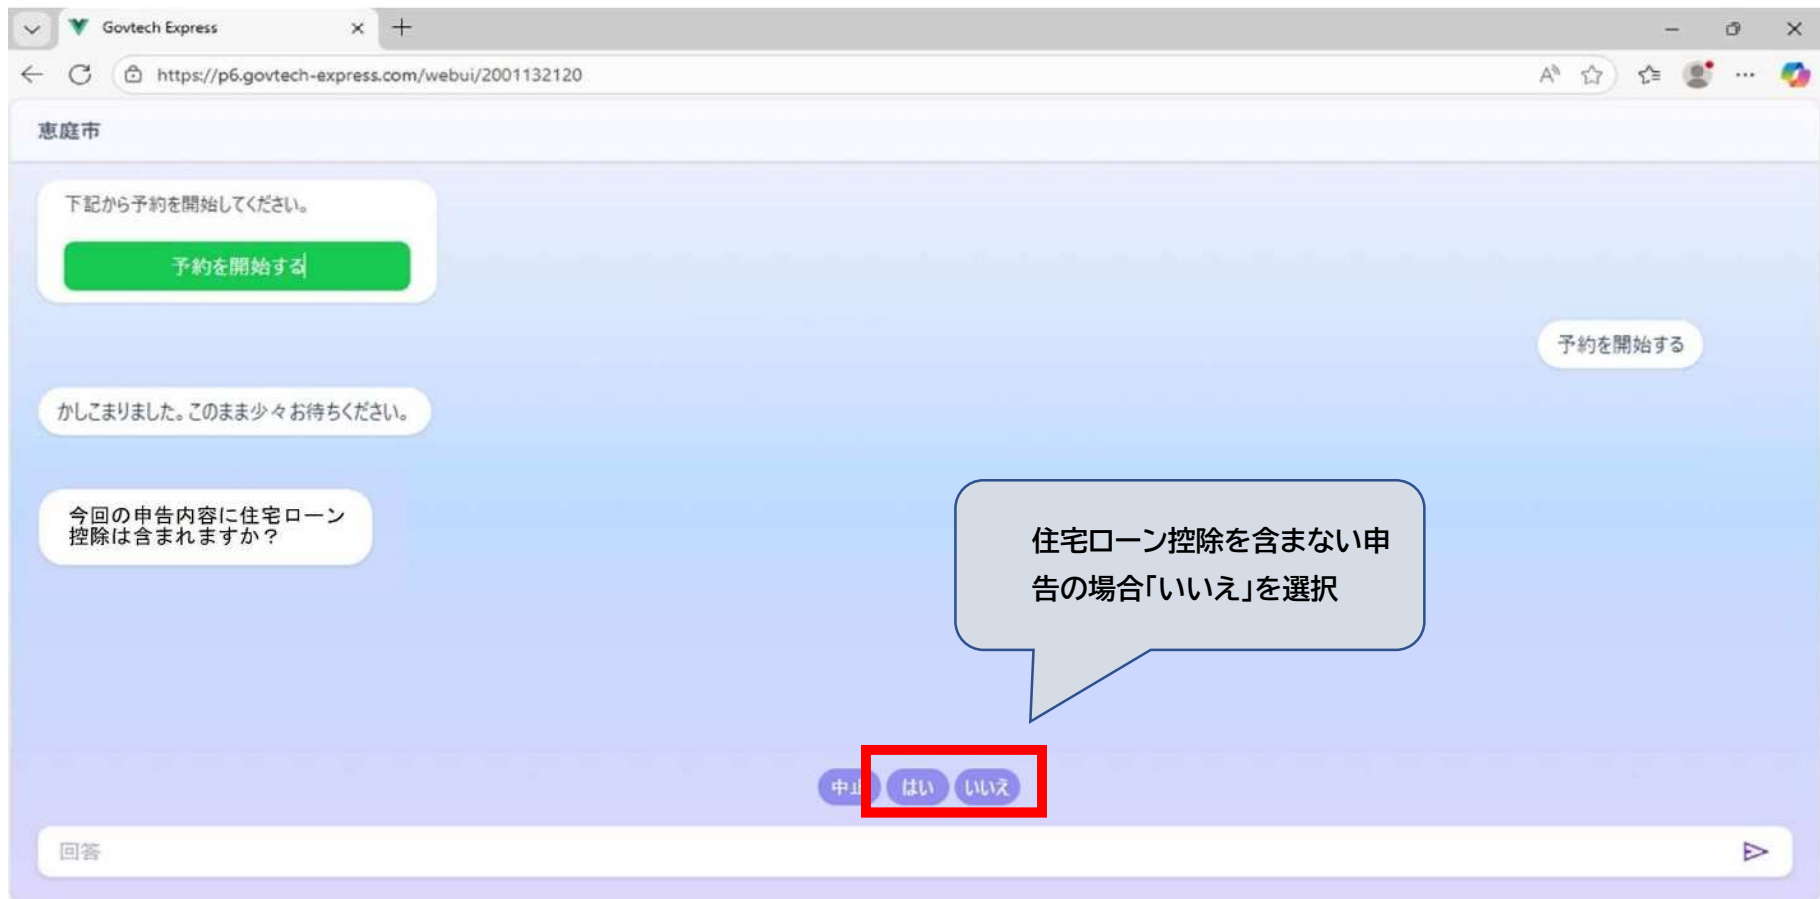 Govtech Express
https://p6.govtech-express.com/webui/2001132120
恵庭市
下記から予約を開始してください。
予約を開始する
予約を開始する
かしこまりました。このまま少々お待ちください。
今回の申告内容に住宅ローン
控除は含まれますか？
住宅ローン控除を含まない申
告の場合「いいえ」を選択
中止 はい いいえ
回答